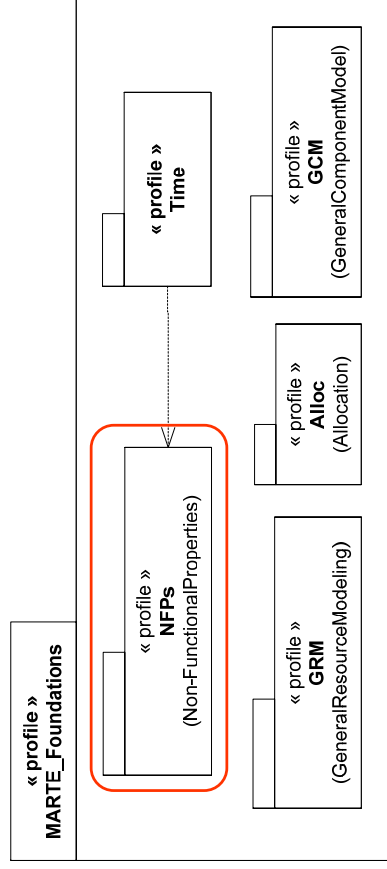 « profile »
MARTE_Foundations
« profile »
NFPs
(Non-FunctionalProperties)
« profile »
Time
« profile »
GRM
(GeneralResourceModeling)
« profile »
Alloc
(Allocation)
« profile »
GCM
(GeneralComponentModel)